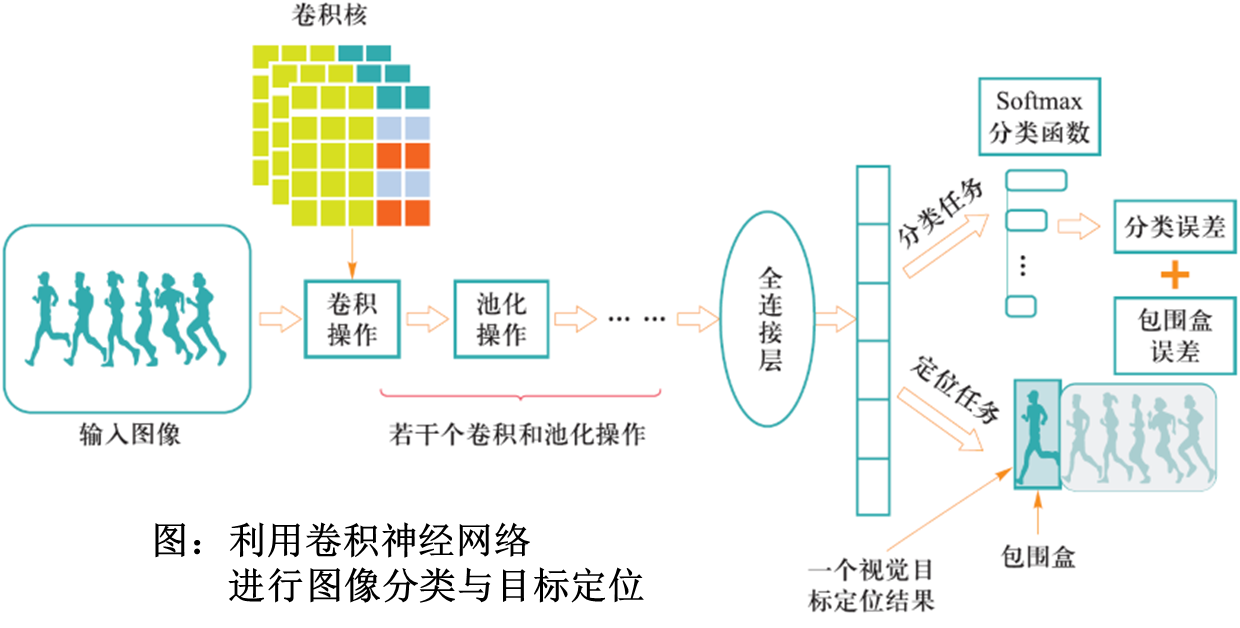 卷积核
Softmax
分类函数
分类任务
分类误差
+
包围盒
误差
全连接层
卷积
操作
池化
操作
... ...
⋮
定位任务
输入图像
若干个卷积和池化操作
包围盒
一个视觉目
标定位结果
图：利用卷积神经网络
进行图像分类与目标定位